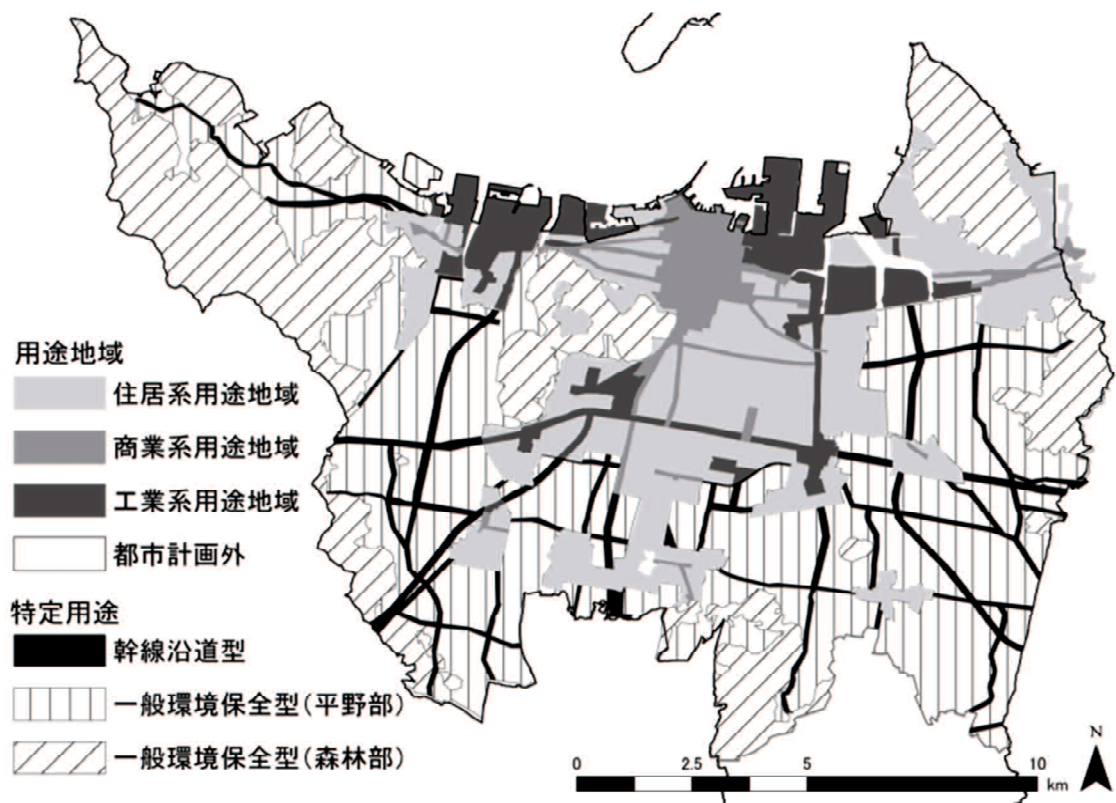 用途地域
住居系用途地域
商業系用途地域
工業系用途地域
都市計画外
特定用途
幹線沿道型
一般環境保全型(平野部)
一般環境保全型(森林部)
N
0 2.5 5 10
km